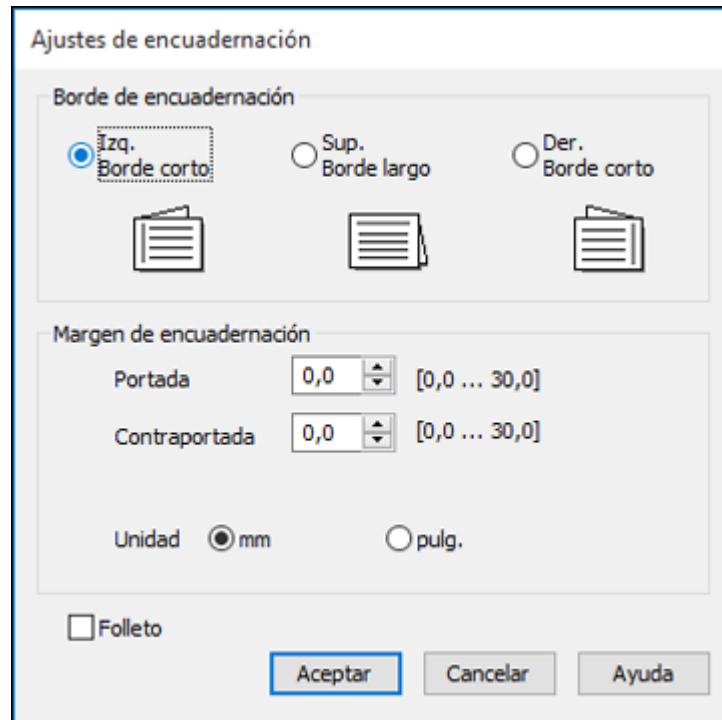 Ajustes de encuadernación
Borde de encuadernación
Izq.
Borde corto
Sup.
Borde largo
Der.
Borde corto
Margen de encuadernación
Portada 0,0 [0,0 ... 30,0]
Contraportada 0,0 [0,0 ... 30,0]
Unidad mm pulg.
Folleto
Aceptar Cancelar Ayuda